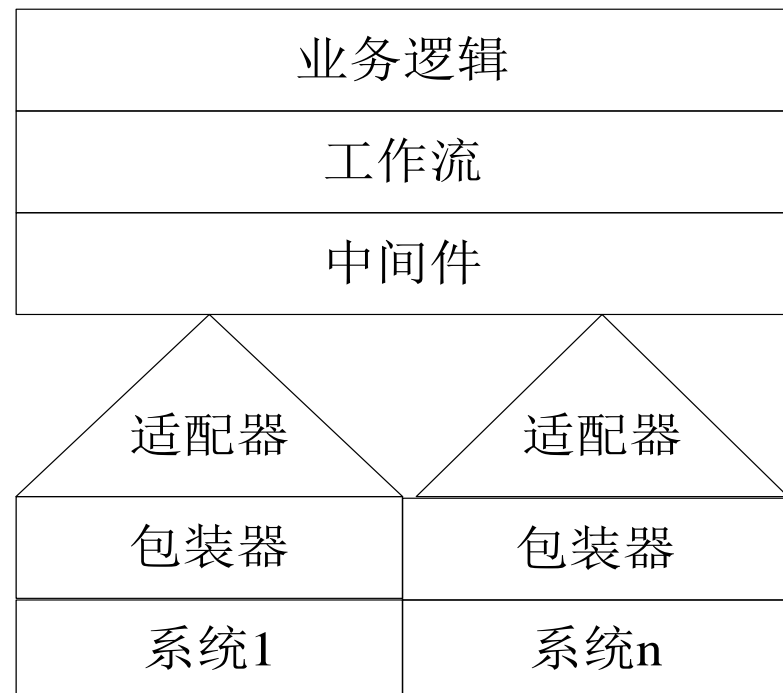 业务逻辑
工作流
中间件
适配器 适配器
包装器 包装器
系统1 系统n